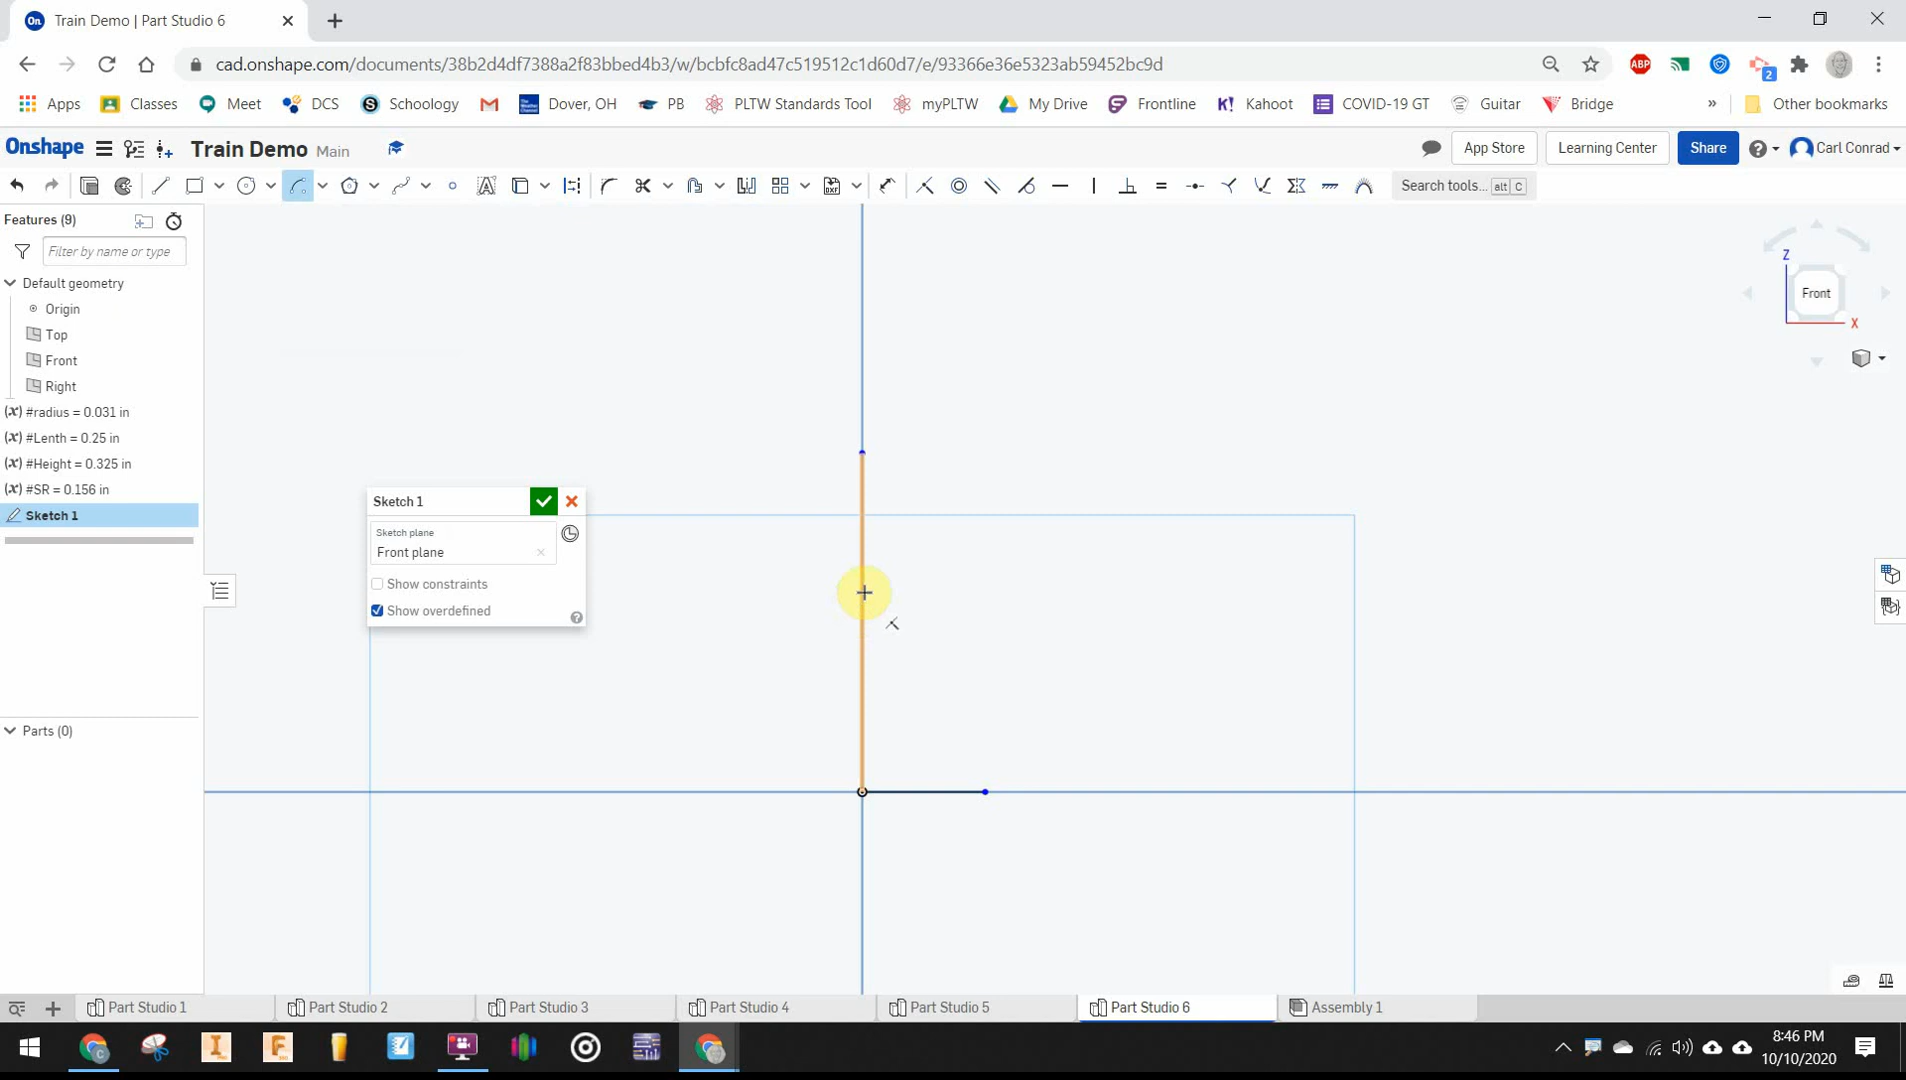 On Train Demo | Part Studio 6
cad.onshape.com/documents/38b2d4df7388a2f83bbed4b3/w/bcbfc8ad47c519512c1d60d7/e/93366e36e5323ab59452bc9d ABP 2
Apps Classes Meet DCS S Schoology Dover, OH PB PLTW Standards Tool myPLTW My Drive Frontline K! Kahoot COVID-19 GT Guitar Bridge » Other bookmarks
Onshape Train Demo Main App Store Learning Center Share Carl Conrad
Search tools... alt C
Features (9)
Filter by name or type
Default geometry
Origin
Top
Front
Right
(x) #radius = 0.031 in
(x) #Lenth = 0.25 in
(x) #Height = 0.325 in
(x) #SR = 0.156 in
Sketch 1
Parts (0)
Sketch 1
Sketch plane
Front plane
Show constraints
Show overdefined
Z
Front
X
Part Studio 1 Part Studio 2 Part Studio 3 Part Studio 4 Part Studio 5 Part Studio 6 Assembly 1
8:46 PM
10/10/2020